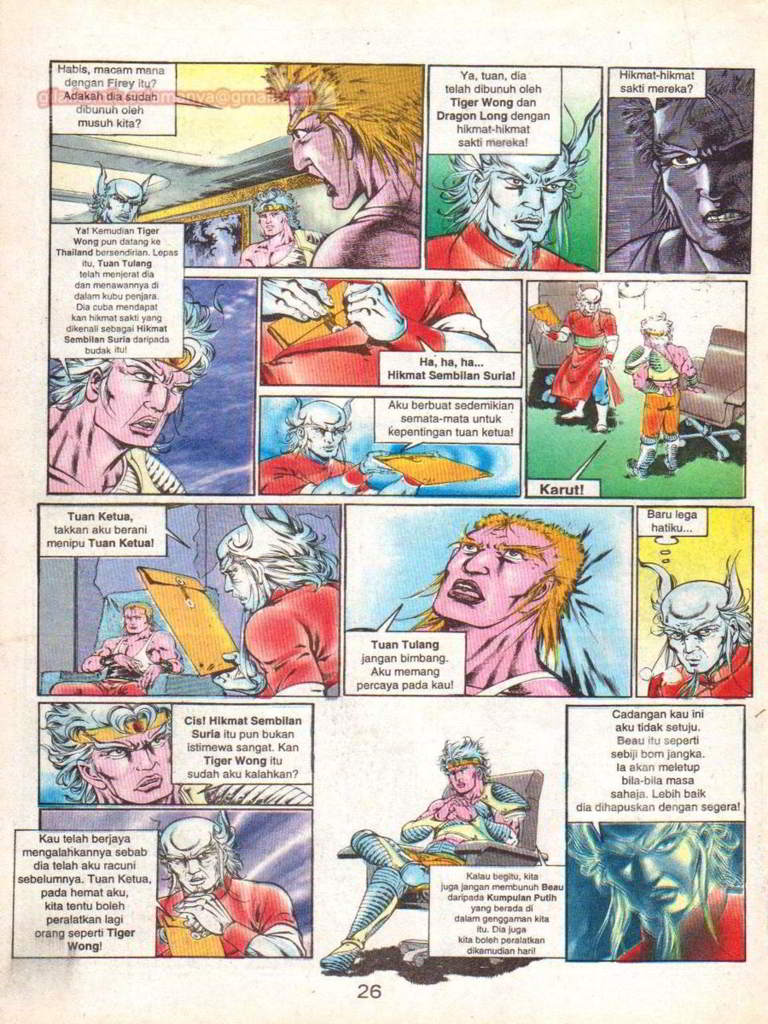 Habis, macam mana
dengan Firey itu?
Adakah dia sudah
dibunuh oleh
musuh kita?
Ya, tuan, dia
telah dibunuh oleh
Tiger Wong dan
Dragon Long dengan
hikmat-hikmat
sakti mereka!
Hikmat-hikmat
sakti mereka?
Ya! Kemudian Tiger
Wong pun datang ke
Thailand bersendirian. Lepas
itu, Tuan Tulang
telah menjerat dia
dan menawannya di
dalam kubu penjara.
Dia cuba mendapat
kan hikmat sakti yang
dikenali sebagai Hikmat
Sembilan Suria daripada
budak itu!
Ha, ha, ha...
Hikmat Sembilan Suria!
Aku berbuat sedemikian
semata-mata untuk
kepentingan tuan ketua!
Karut!
Tuan Ketua,
takkan aku berani
menipu Tuan Ketua!
Tuan Tulang
jangan bimbang.
Aku memang
percaya pada kau!
Baru lega
hatiku...
Cis! Hikmat Sembilan
Suria itu pun bukan
istimewa sangat. Kan
Tiger Wong itu
sudah aku kalahkan?
Kau telah berjaya
mengalahkannya sebab
dia telah aku racuni
sebelumnya. Tuan Ketua,
pada hemat aku,
kita tentu boleh
peralatkan lagi
orang seperti Tiger
Wong!
Kalau begitu, kita
juga jangan membunuh Beau
daripada Kumpulan Putih
yang berada di
dalam genggaman kita
itu. Dia juga
kita boleh peralatkan
dikamudian hari!
Cadangan kau ini
aku tidak setuju.
Beau itu seperti
sebiji bom jangka.
Ia akan meletup
bila-bila masa
sahaja. Lebih baik
dia dihapuskan dengan segera!
26